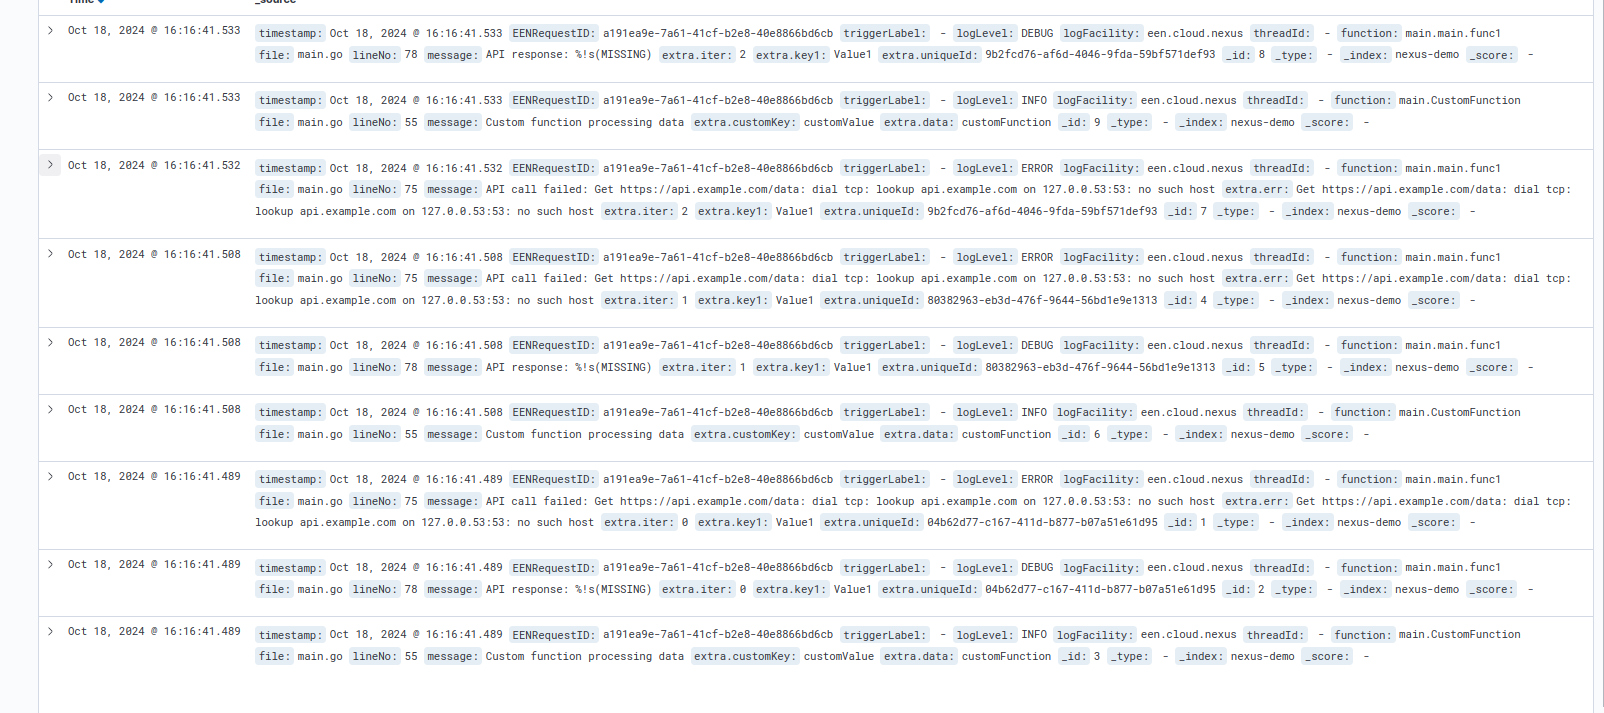 Time
_source
Oct 18, 2024 @ 16:16:41.533
timestamp: Oct 18, 2024 @ 16:16:41.533 EENRequestID: a191ea9e-7a61-41cf-b2e8-40e8866bd6cb triggerLabel: - logLevel: DEBUG logFacility: een.cloud.nexus threadId: - function: main.main.func1
file: main.go lineNo: 78 message: API response: %!s(MISSING) extra.iter: 2 extra.key1: Value1 extra.uniqueId: 9b2fcd76-af6d-4046-9fda-59bf571def93 _id: 8 _type: - _index: nexus-demo _score: -
Oct 18, 2024 @ 16:16:41.533
timestamp: Oct 18, 2024 @ 16:16:41.533 EENRequestID: a191ea9e-7a61-41cf-b2e8-40e8866bd6cb triggerLabel: - logLevel: INFO logFacility: een.cloud.nexus threadId: - function: main.CustomFunction
file: main.go lineNo: 55 message: Custom function processing data extra.customKey: customValue extra.data: customFunction _id: 9 _type: - _index: nexus-demo _score: -
Oct 18, 2024 @ 16:16:41.532
timestamp: Oct 18, 2024 @ 16:16:41.532 EENRequestID: a191ea9e-7a61-41cf-b2e8-40e8866bd6cb triggerLabel: - logLevel: ERROR logFacility: een.cloud.nexus threadId: - function: main.main.func1
file: main.go lineNo: 75 message: API call failed: Get https://api.example.com/data: dial tcp: lookup api.example.com on 127.0.0.53:53: no such host extra.err: Get https://api.example.com/data: dial tcp:
lookup api.example.com on 127.0.0.53:53: no such host extra.iter: 2 extra.key1: Value1 extra.uniqueId: 9b2fcd76-af6d-4046-9fda-59bf571def93 _id: 7 _type: - _index: nexus-demo _score: -
Oct 18, 2024 @ 16:16:41.508
timestamp: Oct 18, 2024 @ 16:16:41.508 EENRequestID: a191ea9e-7a61-41cf-b2e8-40e8866bd6cb triggerLabel: - logLevel: ERROR logFacility: een.cloud.nexus threadId: - function: main.main.func1
file: main.go lineNo: 75 message: API call failed: Get https://api.example.com/data: dial tcp: lookup api.example.com on 127.0.0.53:53: no such host extra.err: Get https://api.example.com/data: dial tcp:
lookup api.example.com on 127.0.0.53:53: no such host extra.iter: 1 extra.key1: Value1 extra.uniqueId: 80382963-eb3d-476f-9644-56bd1e9e1313 _id: 4 _type: - _index: nexus-demo _score: -
Oct 18, 2024 @ 16:16:41.508
timestamp: Oct 18, 2024 @ 16:16:41.508 EENRequestID: a191ea9e-7a61-41cf-b2e8-40e8866bd6cb triggerLabel: - logLevel: DEBUG logFacility: een.cloud.nexus threadId: - function: main.main.func1
file: main.go lineNo: 78 message: API response: %!s(MISSING) extra.iter: 1 extra.key1: Value1 extra.uniqueId: 80382963-eb3d-476f-9644-56bd1e9e1313 _id: 5 _type: - _index: nexus-demo _score: -
Oct 18, 2024 @ 16:16:41.508
timestamp: Oct 18, 2024 @ 16:16:41.508 EENRequestID: a191ea9e-7a61-41cf-b2e8-40e8866bd6cb triggerLabel: - logLevel: INFO logFacility: een.cloud.nexus threadId: - function: main.CustomFunction
file: main.go lineNo: 55 message: Custom function processing data extra.customKey: customValue extra.data: customFunction _id: 6 _type: - _index: nexus-demo _score: -
Oct 18, 2024 @ 16:16:41.489
timestamp: Oct 18, 2024 @ 16:16:41.489 EENRequestID: a191ea9e-7a61-41cf-b2e8-40e8866bd6cb triggerLabel: - logLevel: ERROR logFacility: een.cloud.nexus threadId: - function: main.main.func1
file: main.go lineNo: 75 message: API call failed: Get https://api.example.com/data: dial tcp: lookup api.example.com on 127.0.0.53:53: no such host extra.err: Get https://api.example.com/data: dial tcp:
lookup api.example.com on 127.0.0.53:53: no such host extra.iter: 0 extra.key1: Value1 extra.uniqueId: 04b62d77-c167-411d-b877-b07a51e61d95 _id: 1 _type: - _index: nexus-demo _score: -
Oct 18, 2024 @ 16:16:41.489
timestamp: Oct 18, 2024 @ 16:16:41.489 EENRequestID: a191ea9e-7a61-41cf-b2e8-40e8866bd6cb triggerLabel: - logLevel: DEBUG logFacility: een.cloud.nexus threadId: - function: main.main.func1
file: main.go lineNo: 78 message: API response: %!s(MISSING) extra.iter: 0 extra.key1: Value1 extra.uniqueId: 04b62d77-c167-411d-b877-b07a51e61d95 _id: 2 _type: - _index: nexus-demo _score: -
Oct 18, 2024 @ 16:16:41.489
timestamp: Oct 18, 2024 @ 16:16:41.489 EENRequestID: a191ea9e-7a61-41cf-b2e8-40e8866bd6cb triggerLabel: - logLevel: INFO logFacility: een.cloud.nexus threadId: - function: main.CustomFunction
file: main.go lineNo: 55 message: Custom function processing data extra.customKey: customValue extra.data: customFunction _id: 3 _type: - _index: nexus-demo _score: -